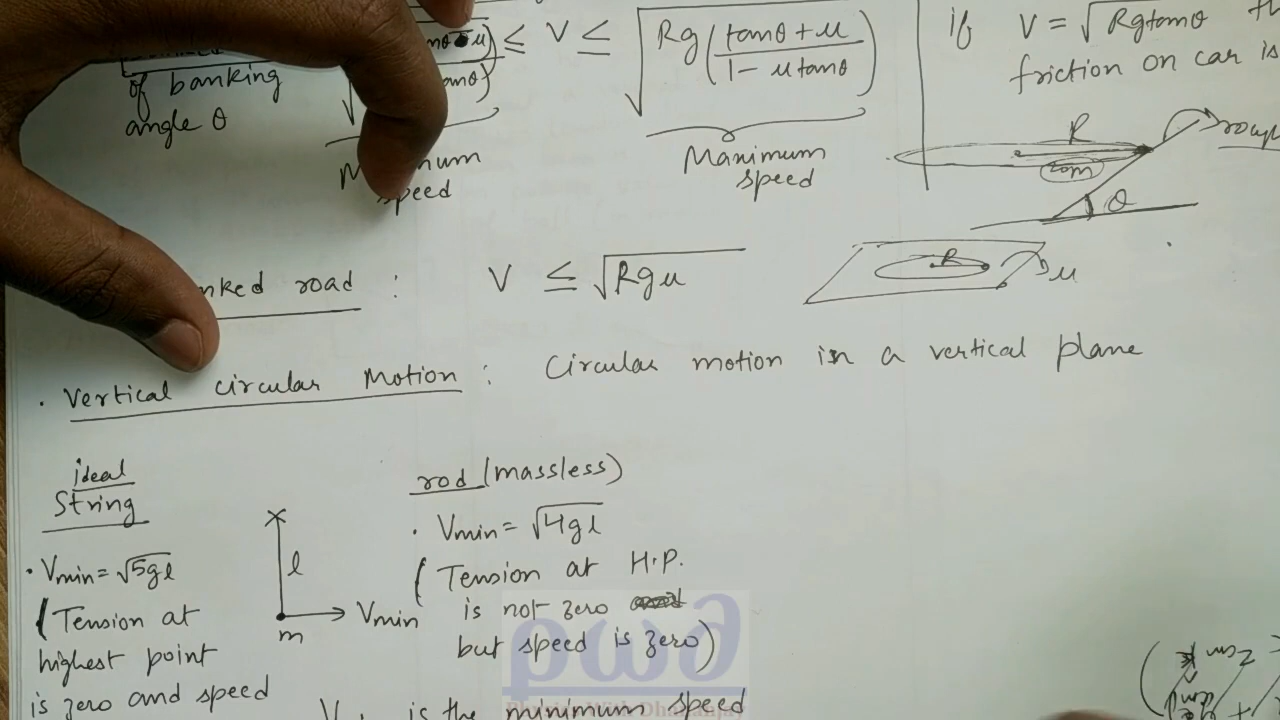 ≤ V ≤ √Rg(tanθ + μ / 1 - μ tanθ)
of banking
angle θ
speed
Maximum
speed
if V = √Rg tanθ
friction on car is
R
θ
road :
V ≤ √Rgμ
R
μ
. Vertical Circular Motion : Circular motion in a vertical plane
ideal
String
. Vmin = √5gl
(Tension at
highest point
is zero and speed
l
m
Vmin
rod (massless)
. Vmin = √4gl
(Tension at H.P.
is not zero
but speed is zero)
is the minimum speed
pwd